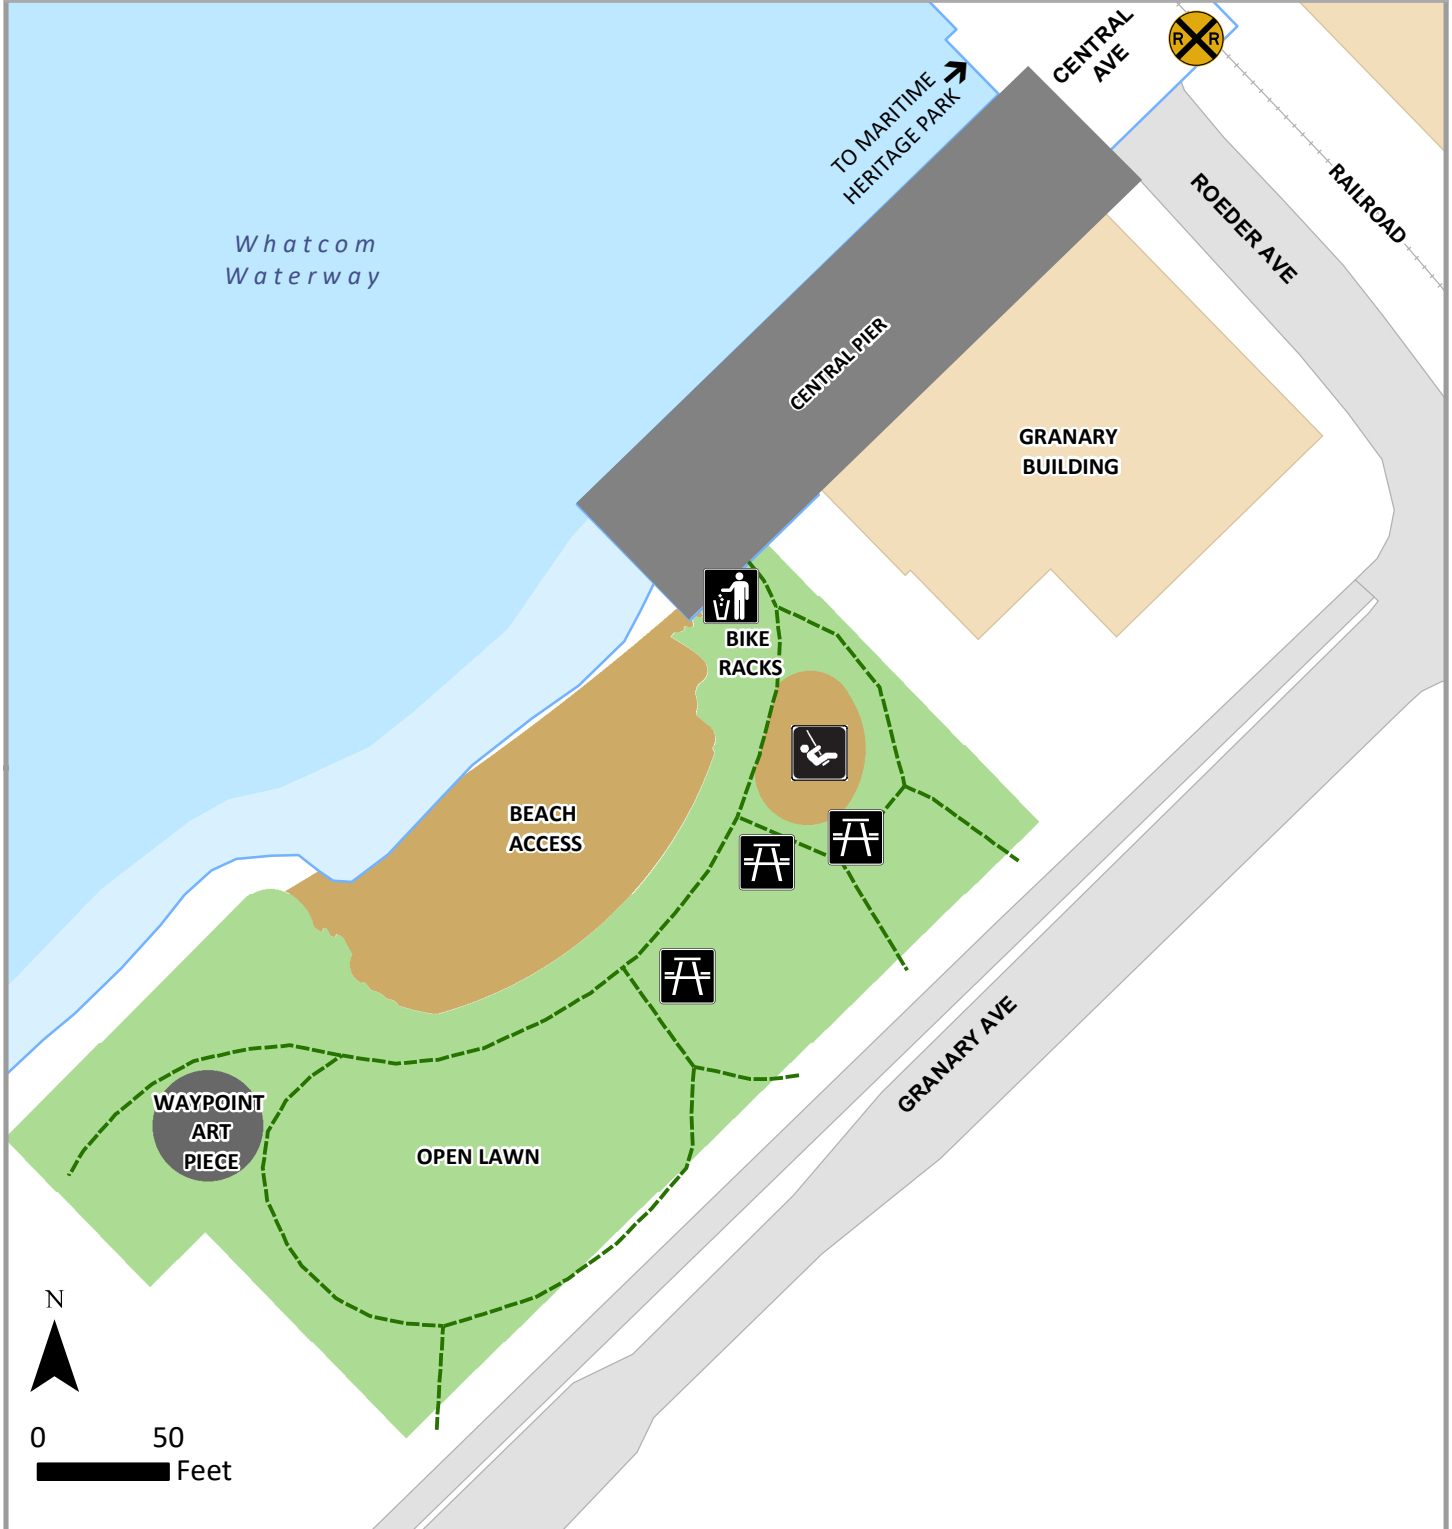 CENTRAL
AVE
R R
TO MARITIME
HERITAGE PARK
RAILROAD
ROEDER AVE
Whatcom
Waterway
CENTRAL PIER
GRANARY
BUILDING
BIKE
RACKS
BEACH
ACCESS
GRANARY AVE
WAYPOINT
ART
PIECE
OPEN LAWN
N
0 50
Feet